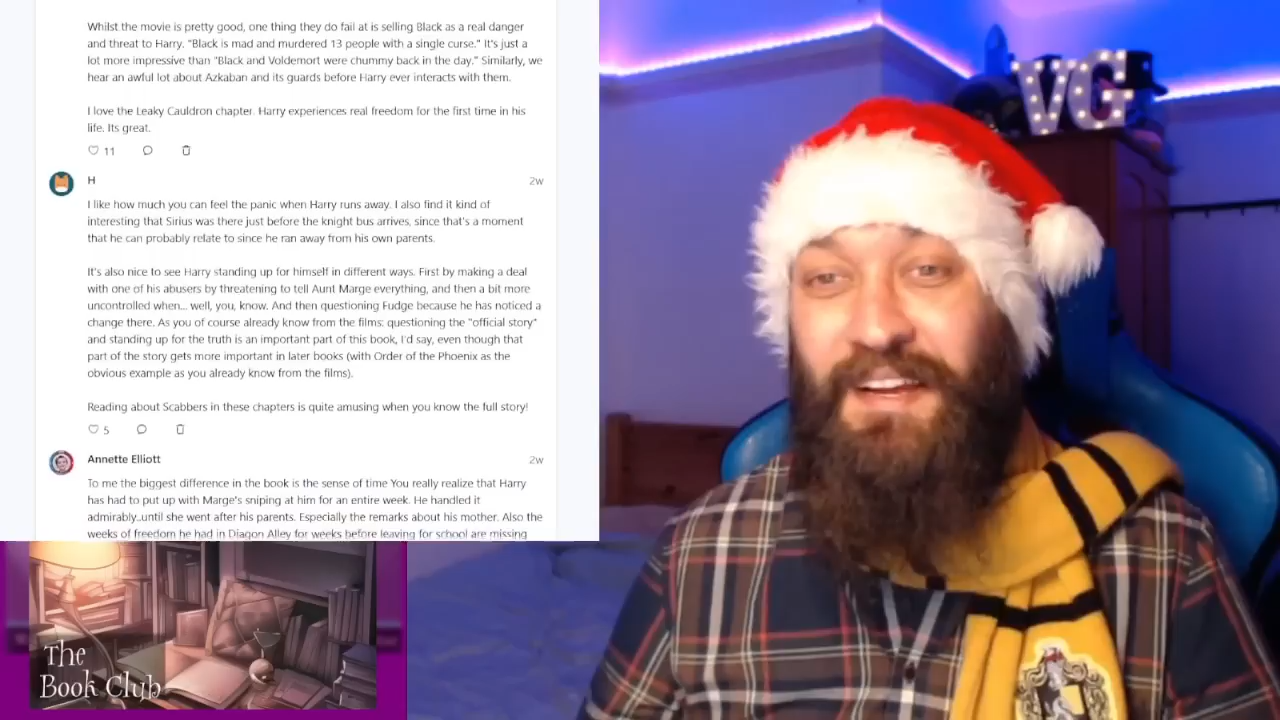 Whilst the movie is pretty good, one thing they do fail at is selling Black as a real danger
and threat to Harry. "Black is mad and murdered 13 people with a single curse." It's just a
lot more impressive than "Black and Voldemort were chummy back in the day." Similarly, we
hear an awful lot about Azkaban and its guards before Harry ever interacts with them.
I love the Leaky Cauldron chapter. Harry experiences real freedom for the first time in his
life. Its great.
11
H
2w
I like how much you can feel the panic when Harry runs away. I also find it kind of
interesting that Sirius was there just before the knight bus arrives, since that's a moment
that he can probably relate to since he ran away from his own parents.
It's also nice to see Harry standing up for himself in different ways. First by making a deal
with one of his abusers by threatening to tell Aunt Marge everything, and then a bit more
uncontrolled when... well, you, know. And then questioning Fudge because he has noticed a
change there. As you of course already know from the films: questioning the "official story"
and standing up for the truth is an important part of this book, I'd say, even though that
part of the story gets more important in later books (with Order of the Phoenix as the
obvious example as you already know from the films).
Reading about Scabbers in these chapters is quite amusing when you know the full story!
5
Annette Elliott
2w
To me the biggest difference in the book is the sense of time You really realize that Harry
has had to put up with Marge's sniping at him for an entire week. He handled it
admirably..until she went after his parents. Especially the remarks about his mother. Also the
weeks of freedom he had in Diagon Alley for weeks before leaving for school are missing
The
Book Club
VG